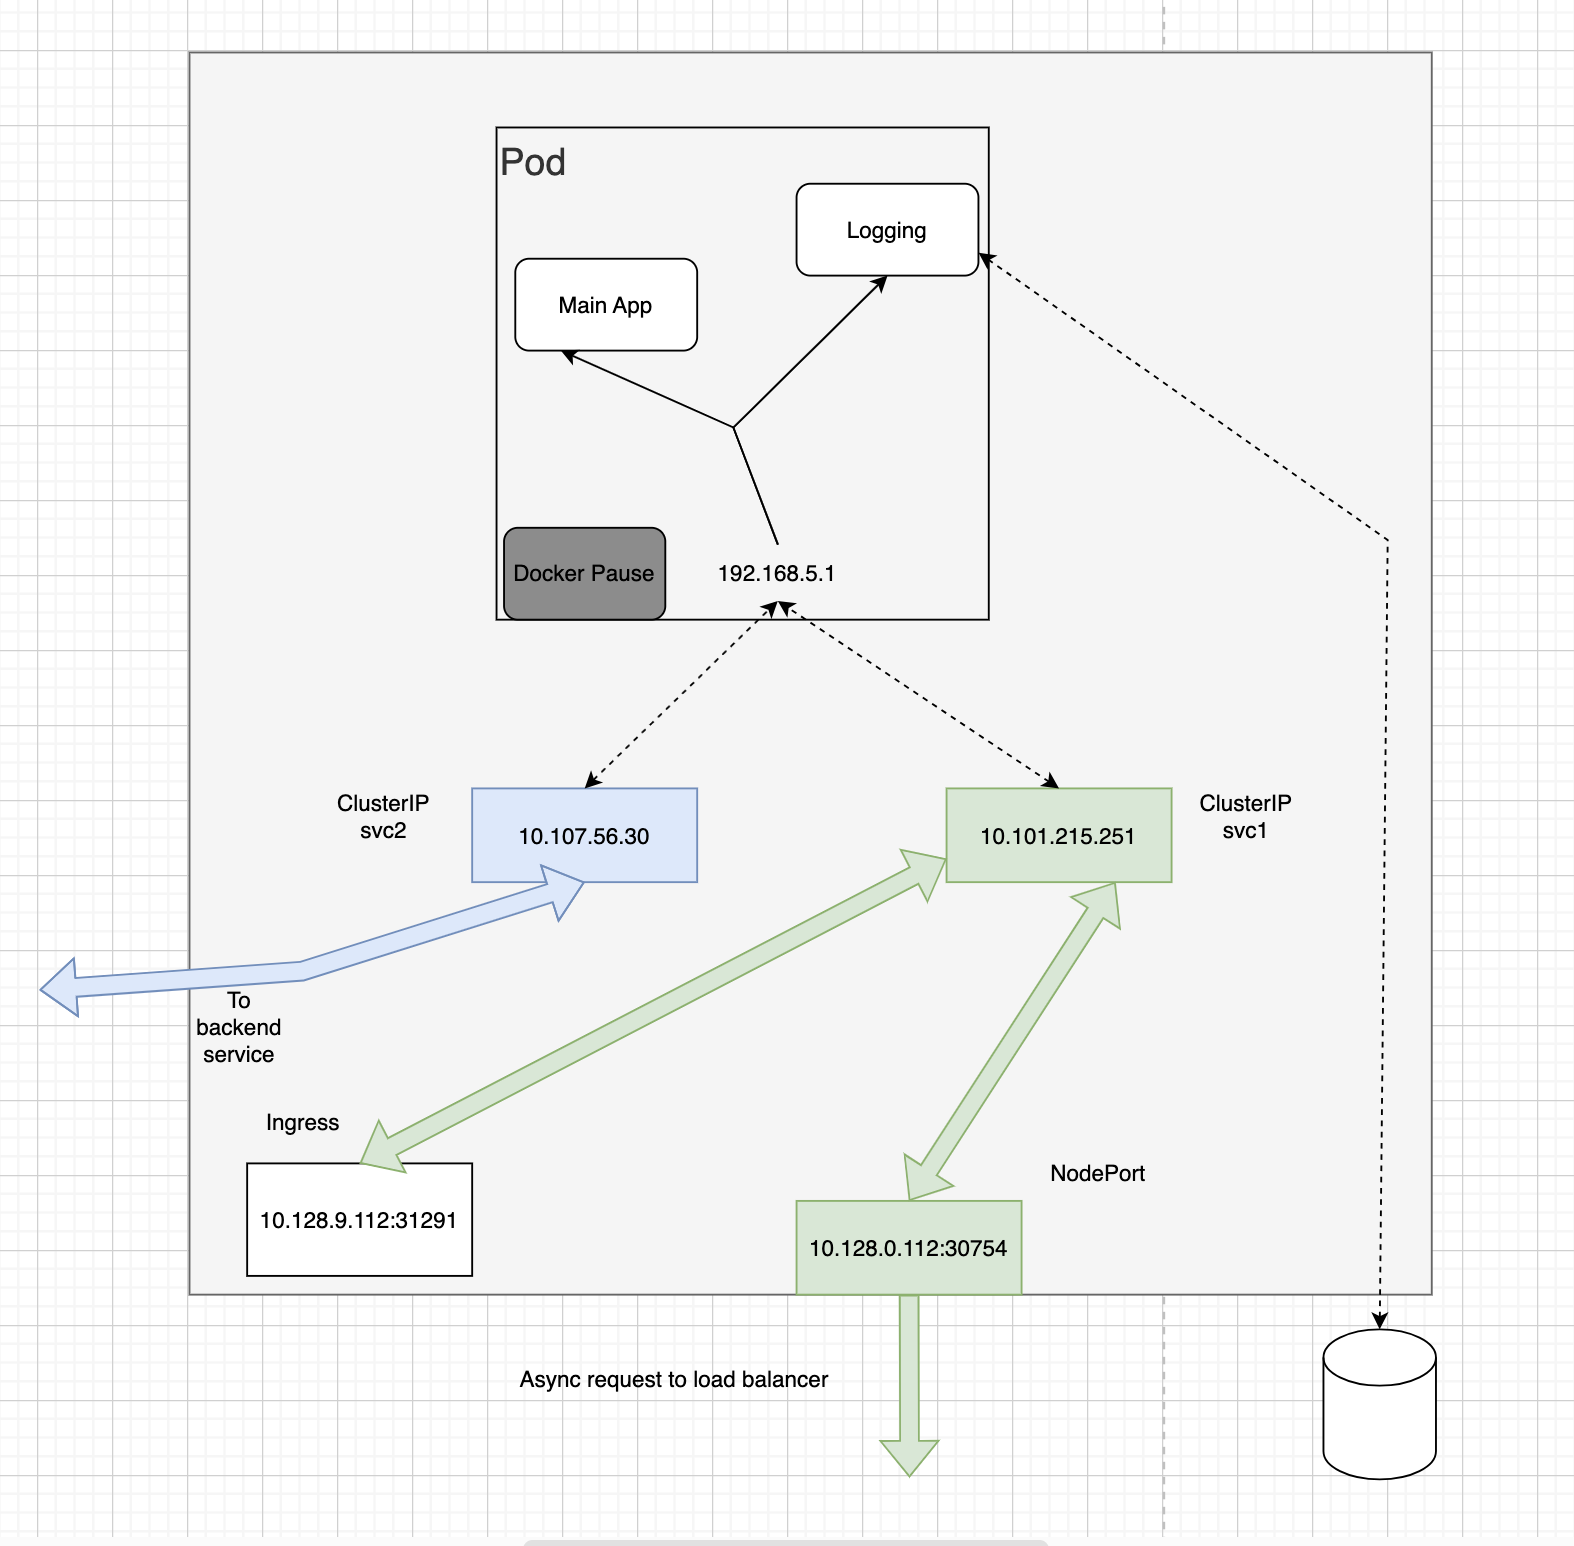 Pod
Logging
Main App
Docker Pause
192.168.5.1
ClusterIP
svc2
10.107.56.30
10.101.215.251
ClusterIP
svc1
To
backend
service
Ingress
10.128.9.112:31291
NodePort
10.128.0.112:30754
Async request to load balancer